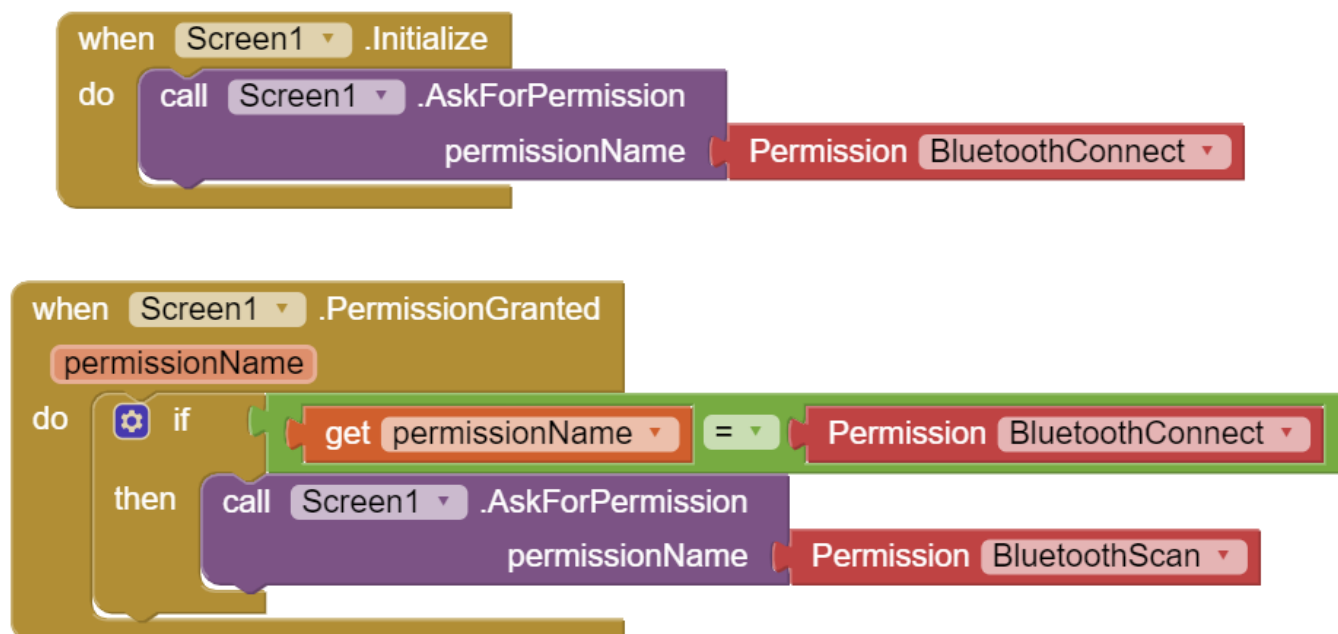 when Screen1 .Initialize
do call Screen1 .AskForPermission
permissionName Permission BluetoothConnect
when Screen1 .PermissionGranted
permissionName
do if get permissionName = Permission BluetoothConnect
then call Screen1 .AskForPermission
permissionName Permission BluetoothScan